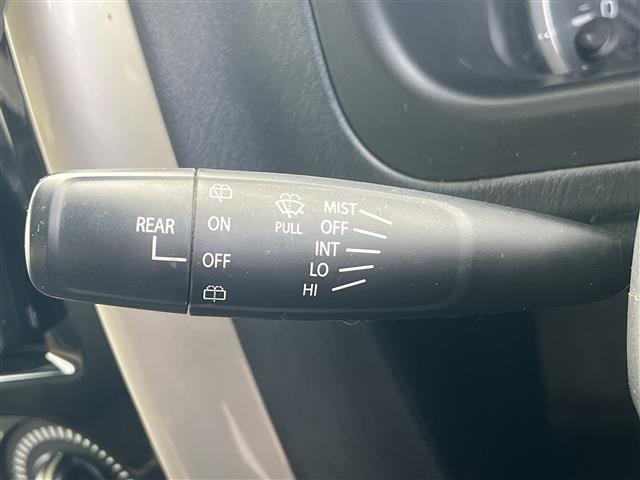 REAR
ON
OFF
PULL
MIST
OFF
INT
LO
HI